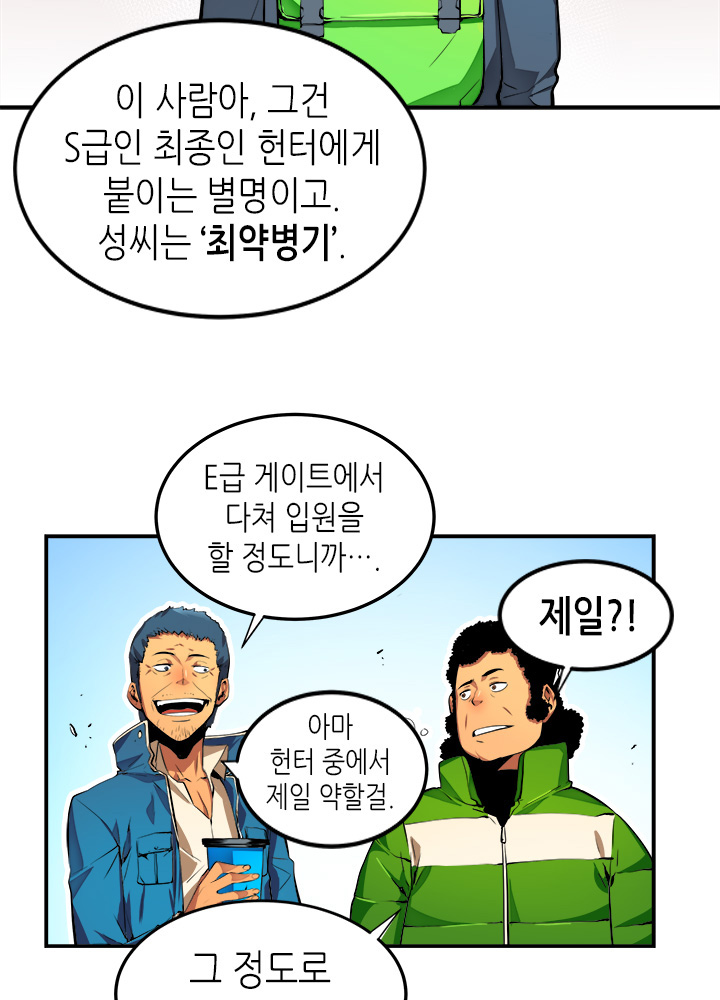 이 사람아, 그건
S급인 최종인 헌터에게
붙이는 별명이고.
성씨는 ‘최약병기’.
E급 게이트에서
다쳐 입원을
할 정도니까….
제일?!
아마
헌터 중에서
제일 약할걸.
그 정도로